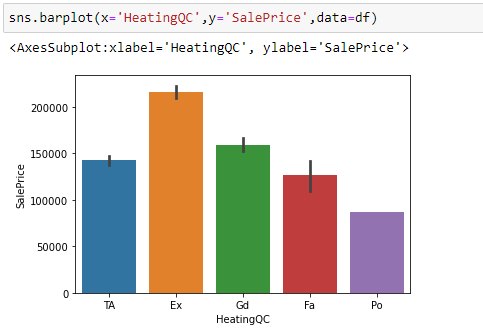 sns.barplot(x='HeatingQC',y='SalePrice',data=df)
<AxesSubplot:xlabel='HeatingQC', ylabel='SalePrice'>
200000
150000
100000
50000
0
SalePrice
TA Ex Gd Fa Po
HeatingQC